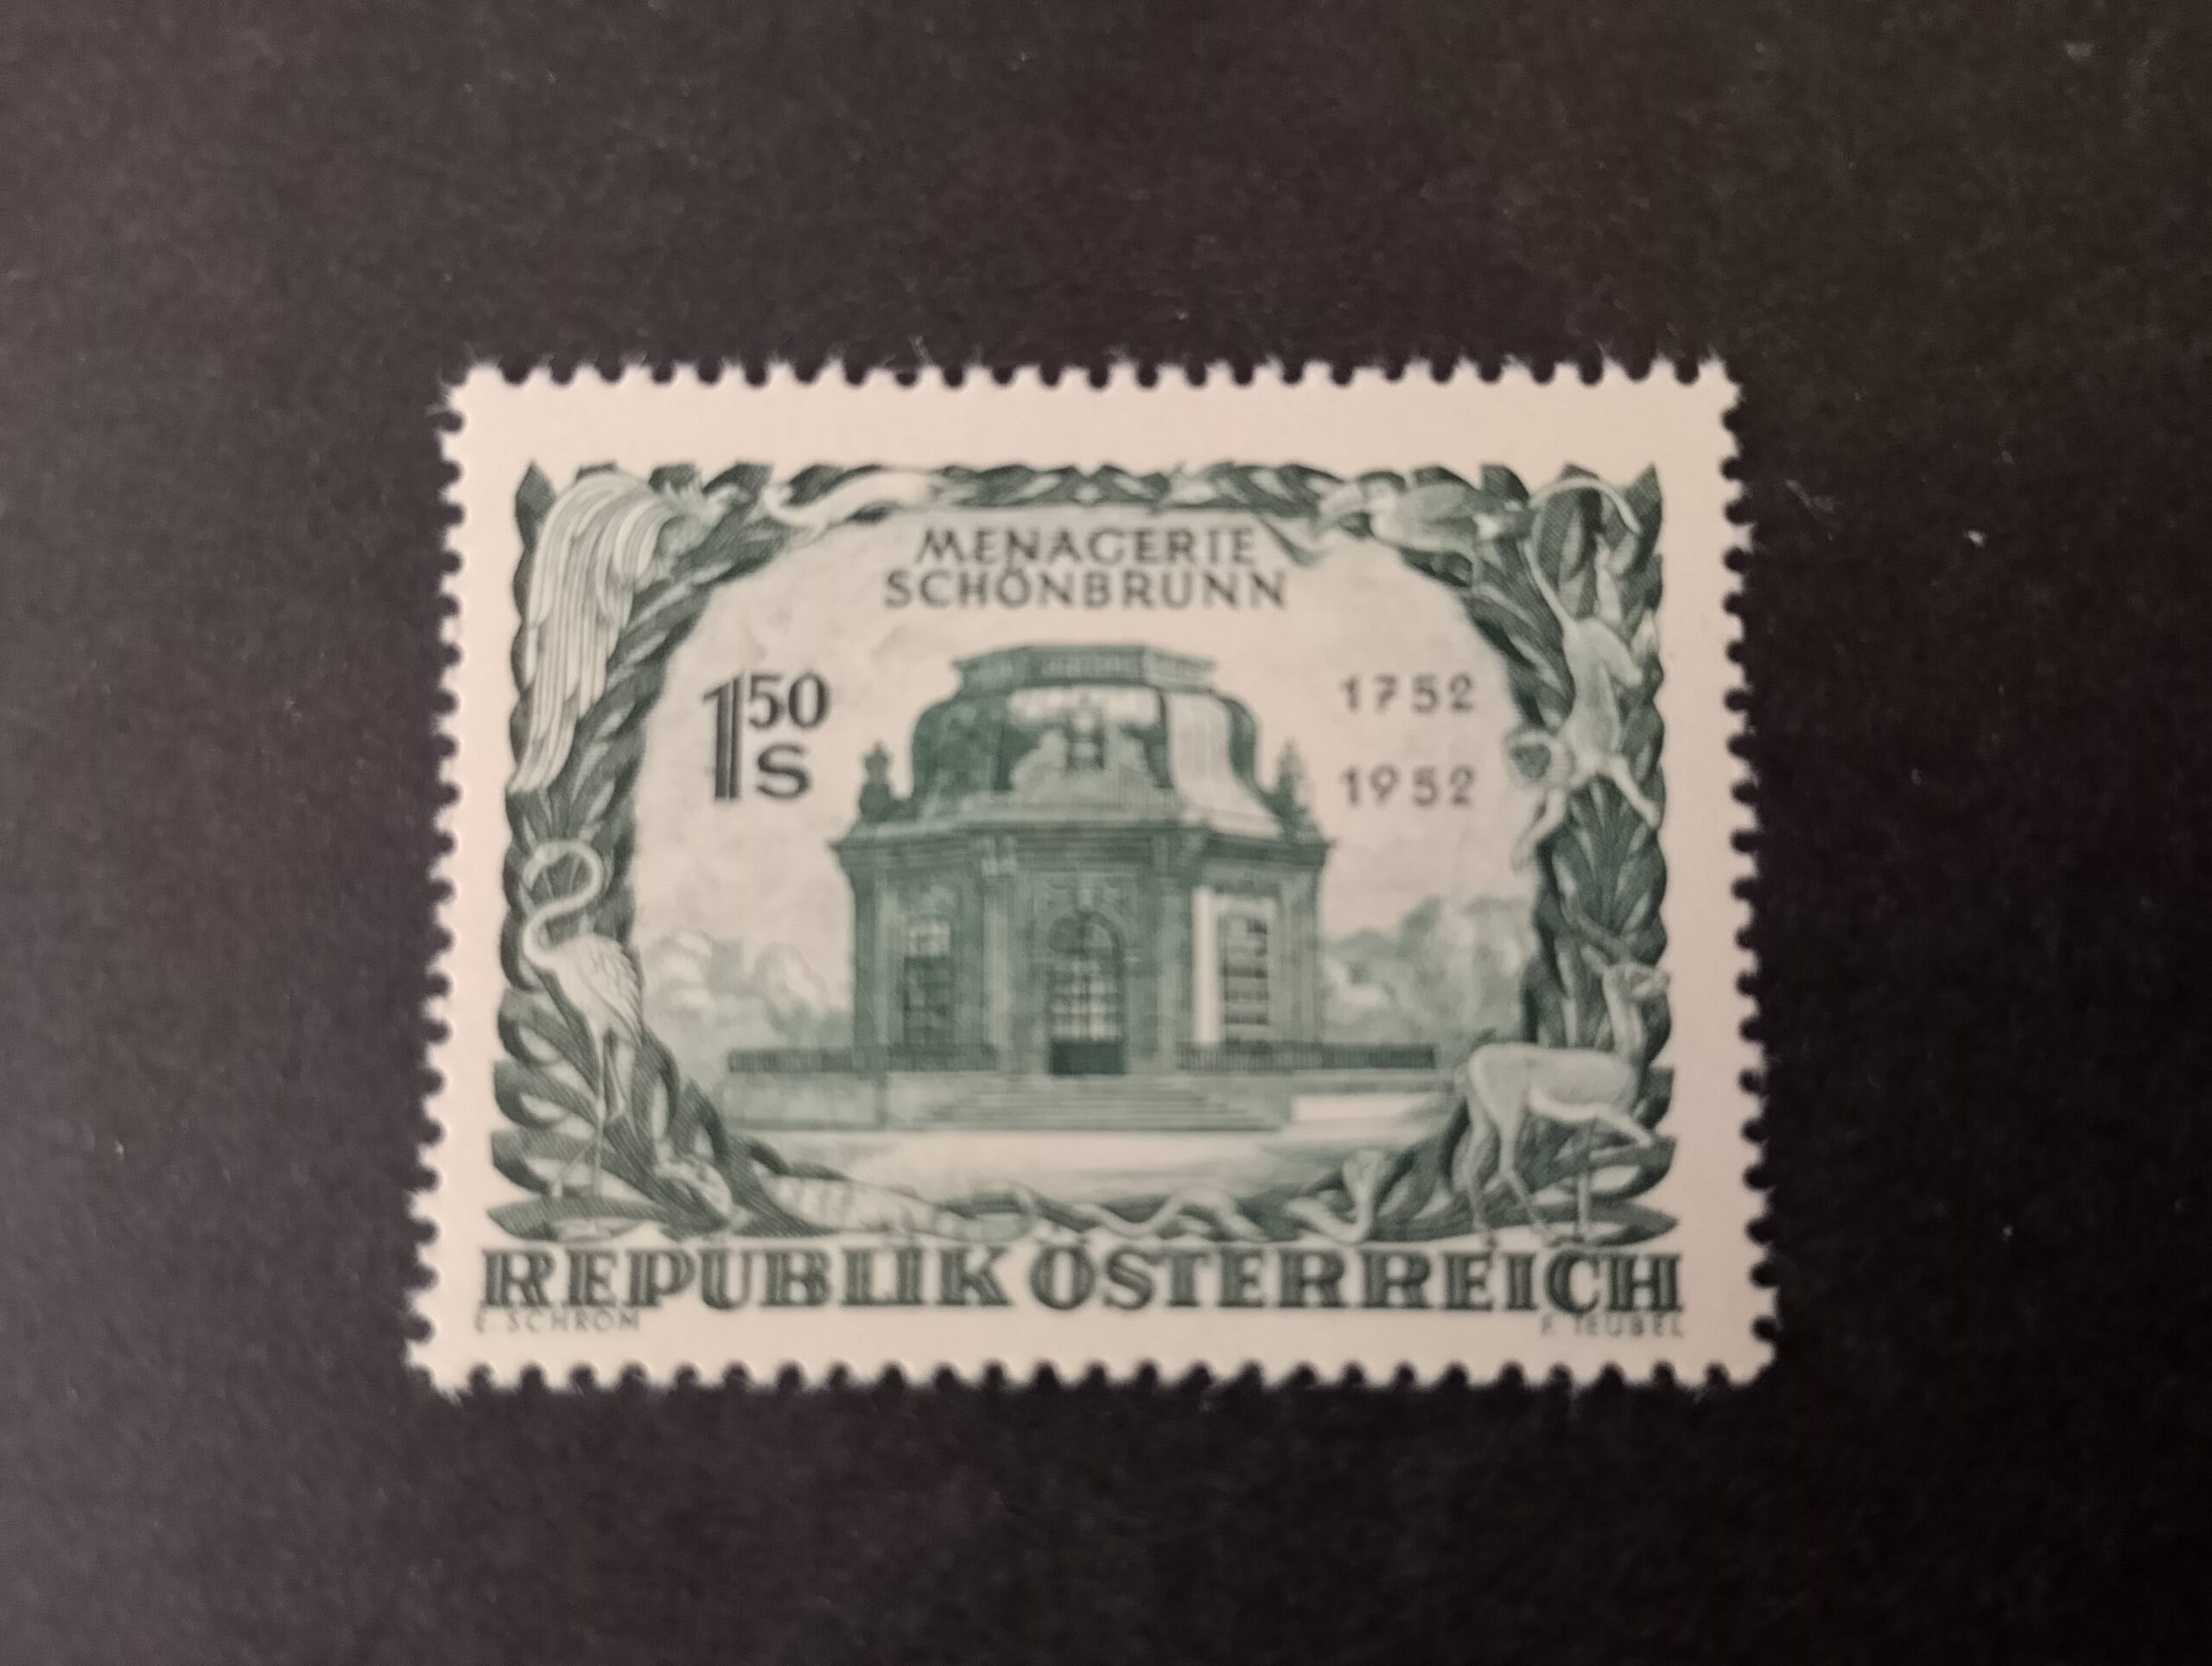 MENAGERIE
SCHÖNBRUNN
1 50 S
1752
1952
REPUBLIK ÖSTERREICH
E. SCHROM
F. TEUBEL